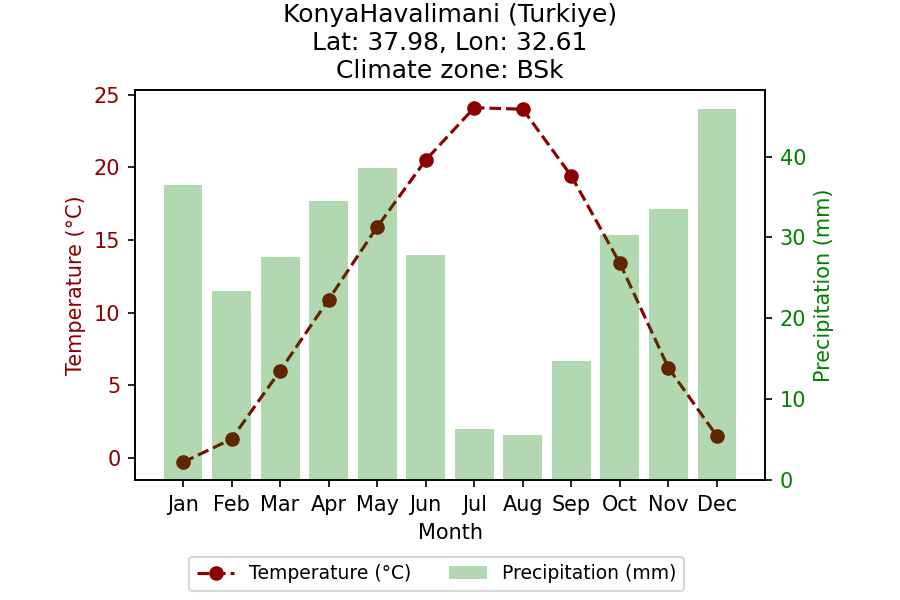 KonyaHavalimani (Turkiye)
Lat: 37.98, Lon: 32.61
Climate zone: BSk
25
20
15
10
5
0
Temperature (°C)
40
30
20
10
0
Precipitation (mm)
Jan Feb Mar Apr May Jun Jul Aug Sep Oct Nov Dec
Month
Temperature (°C) Precipitation (mm)